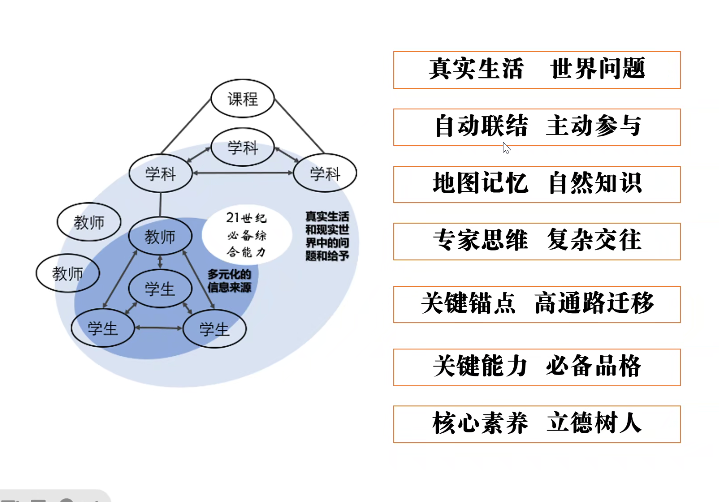 课程
学科
学科
学科
教师
教师
教师
学生
学生
学生
21世纪
必备综
合能力
真实生活
和现实世
界中的问
题和给予
多元化的
信息来源
真实生活 世界问题
自动联结 主动参与
地图记忆 自然知识
专家思维 复杂交往
关键锚点 高通路迁移
关键能力 必备品格
核心素养 立德树人